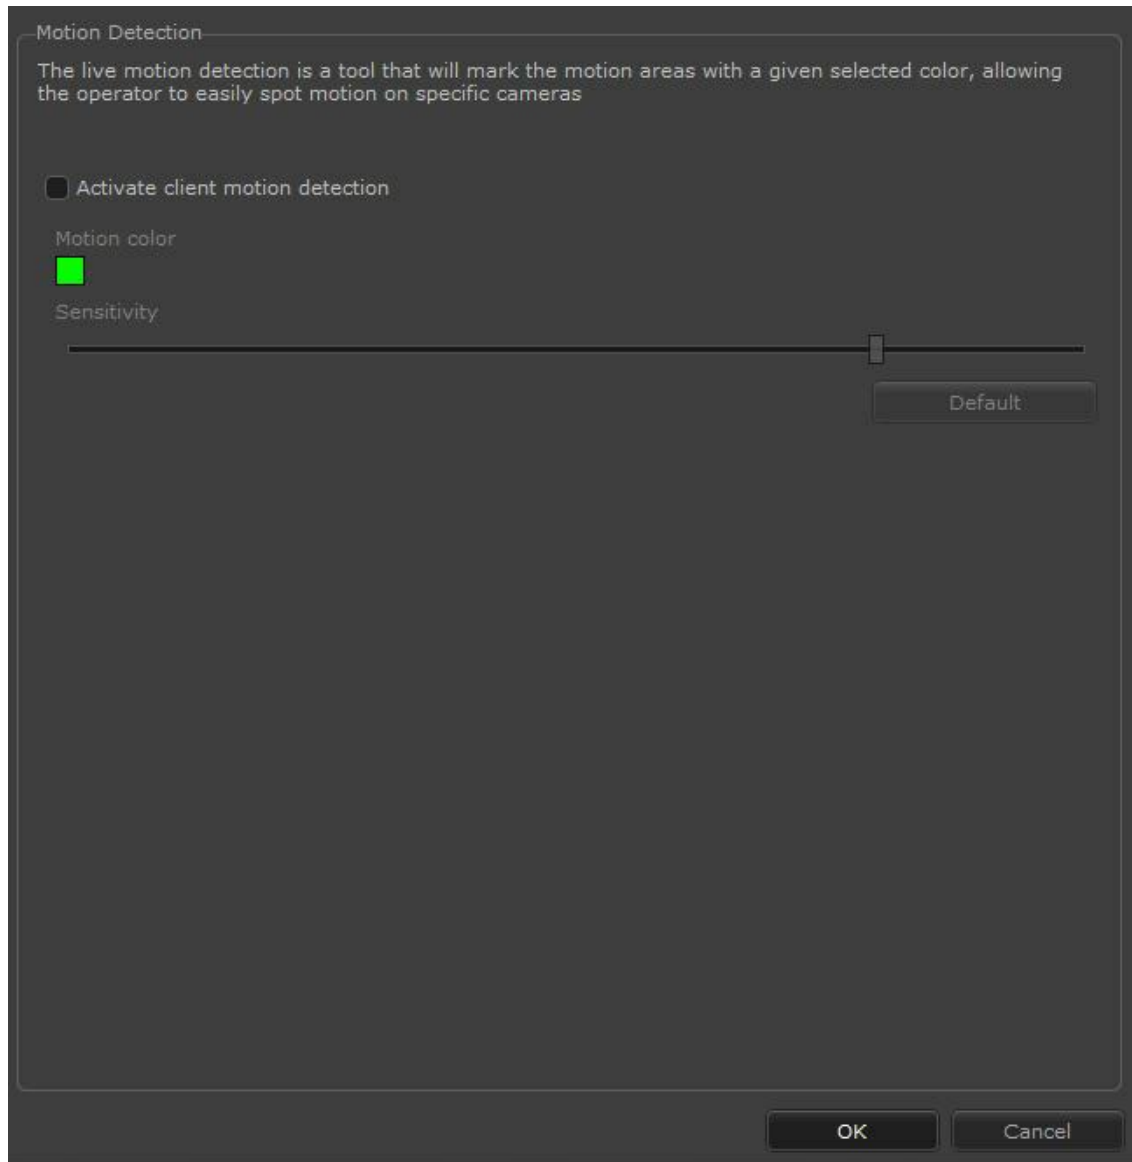 Motion Detection
The live motion detection is a tool that will mark the motion areas with a given selected color, allowing
the operator to easily spot motion on specific cameras
Activate client motion detection
Motion color
Sensitivity
Default
OK
Cancel